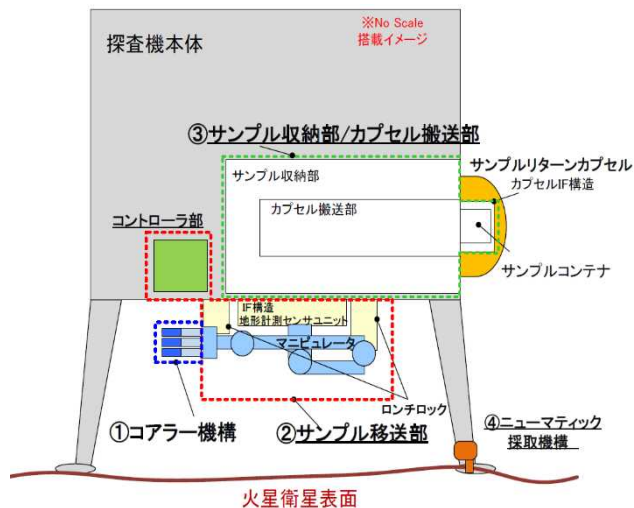 ※No Scale
搭載イメージ
探査機本体
③サンプル収納部/カプセル搬送部
サンプルリターンカプセル
カプセルIF構造
サンプル収納部
カプセル搬送部
コントローラ部
サンプルコンテナ
IF構造
地形計測センサユニット
マニピュレータ
ロンチロック
①コアラー機構
②サンプル移送部
④ニューマティック
採取機構
火星衛星表面